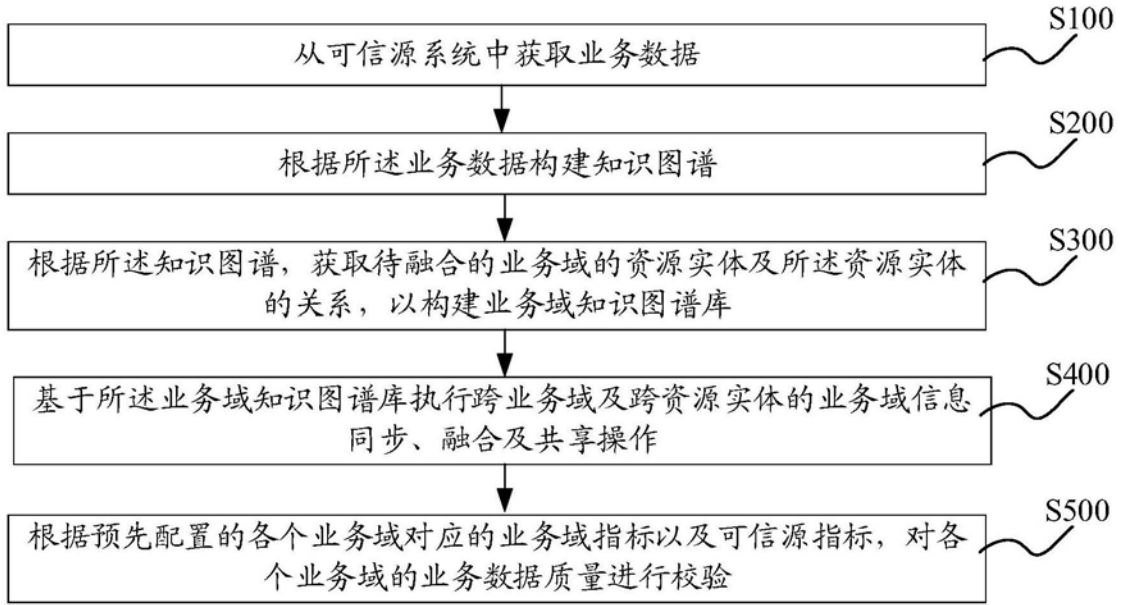 S100
从可信源系统中获取业务数据
S200
根据所述业务数据构建知识图谱
S300
根据所述知识图谱，获取待融合的业务域的资源实体及所述资源实体
的关系，以构建业务域知识图谱库
S400
基于所述业务域知识图谱库执行跨业务域及跨资源实体的业务域信息
同步、融合及共享操作
S500
根据预先配置的各个业务域对应的业务域指标以及可信源指标，对各
个业务域的业务数据质量进行校验